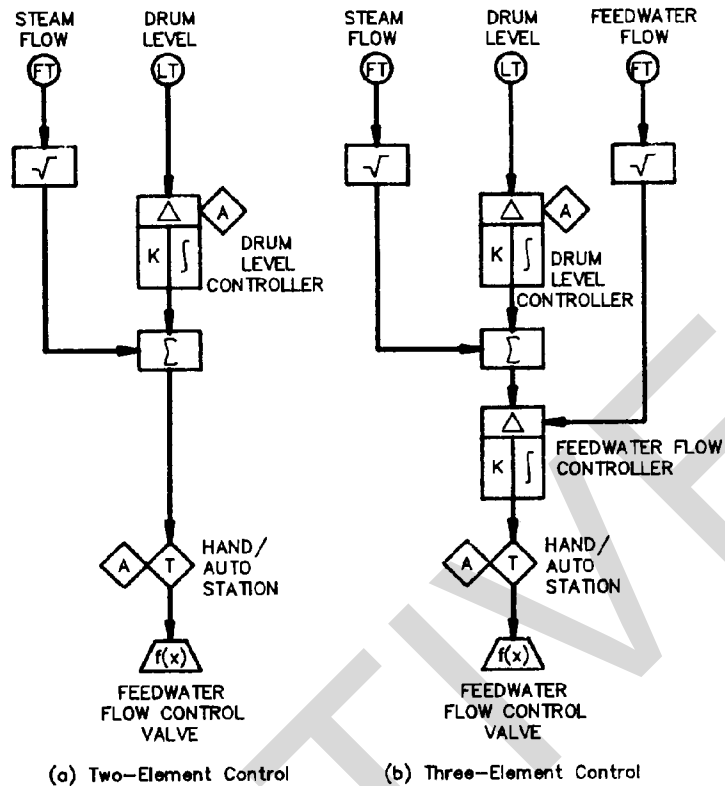 STEAM
FLOW
FT
√
DRUM
LEVEL
LT
Δ
A
K ∫
DRUM
LEVEL
CONTROLLER
Σ
A T
HAND/
AUTO
STATION
f(x)
FEEDWATER
FLOW CONTROL
VALVE
(a) Two-Element Control
STEAM
FLOW
FT
√
DRUM
LEVEL
LT
Δ
A
K ∫
DRUM
LEVEL
CONTROLLER
Σ
FEEDWATER
FLOW
FT
√
Δ
K ∫
FEEDWATER FLOW
CONTROLLER
A T
HAND/
AUTO
STATION
f(x)
FEEDWATER
FLOW CONTROL
VALVE
(b) Three-Element Control